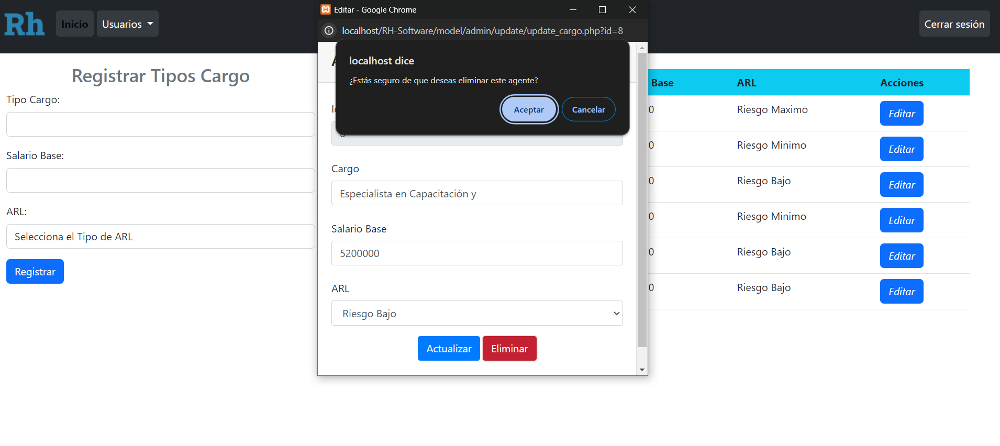 Rh
Inicio
Usuarios
Cerrar sesión
Registrar Tipos Cargo
Tipo Cargo:
Salario Base:
ARL:
Selecciona el Tipo de ARL
Registrar
Editar - Google Chrome
localhost/RH-Software/model/admin/update/update_cargo.php?id=8
localhost dice
¿Estás seguro de que deseas eliminar este agente?
Aceptar Cancelar
Cargo
Especialista en Capacitación y
Salario Base
5200000
ARL
Riesgo Bajo
Actualizar Eliminar
Base ARL Acciones
0 Riesgo Maximo Editar
0 Riesgo Minimo Editar
0 Riesgo Bajo Editar
0 Riesgo Minimo Editar
0 Riesgo Bajo Editar
0 Riesgo Bajo Editar